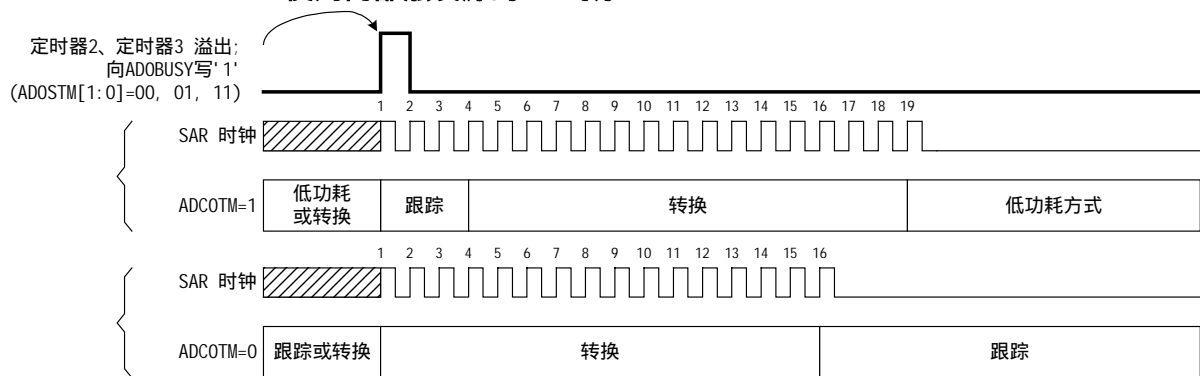 定时器2、定时器3 溢出;
向AD0BUSY写'1'
(AD0STM[1:0]=00, 01, 11)
1 2 3 4 5 6 7 8 9 10 11 12 13 14 15 16 17 18 19
SAR 时钟
ADC0TM=1
低功耗
或转换
跟踪
转换
低功耗方式
1 2 3 4 5 6 7 8 9 10 11 12 13 14 15 16
SAR 时钟
ADC0TM=0
跟踪或转换
转换
跟踪